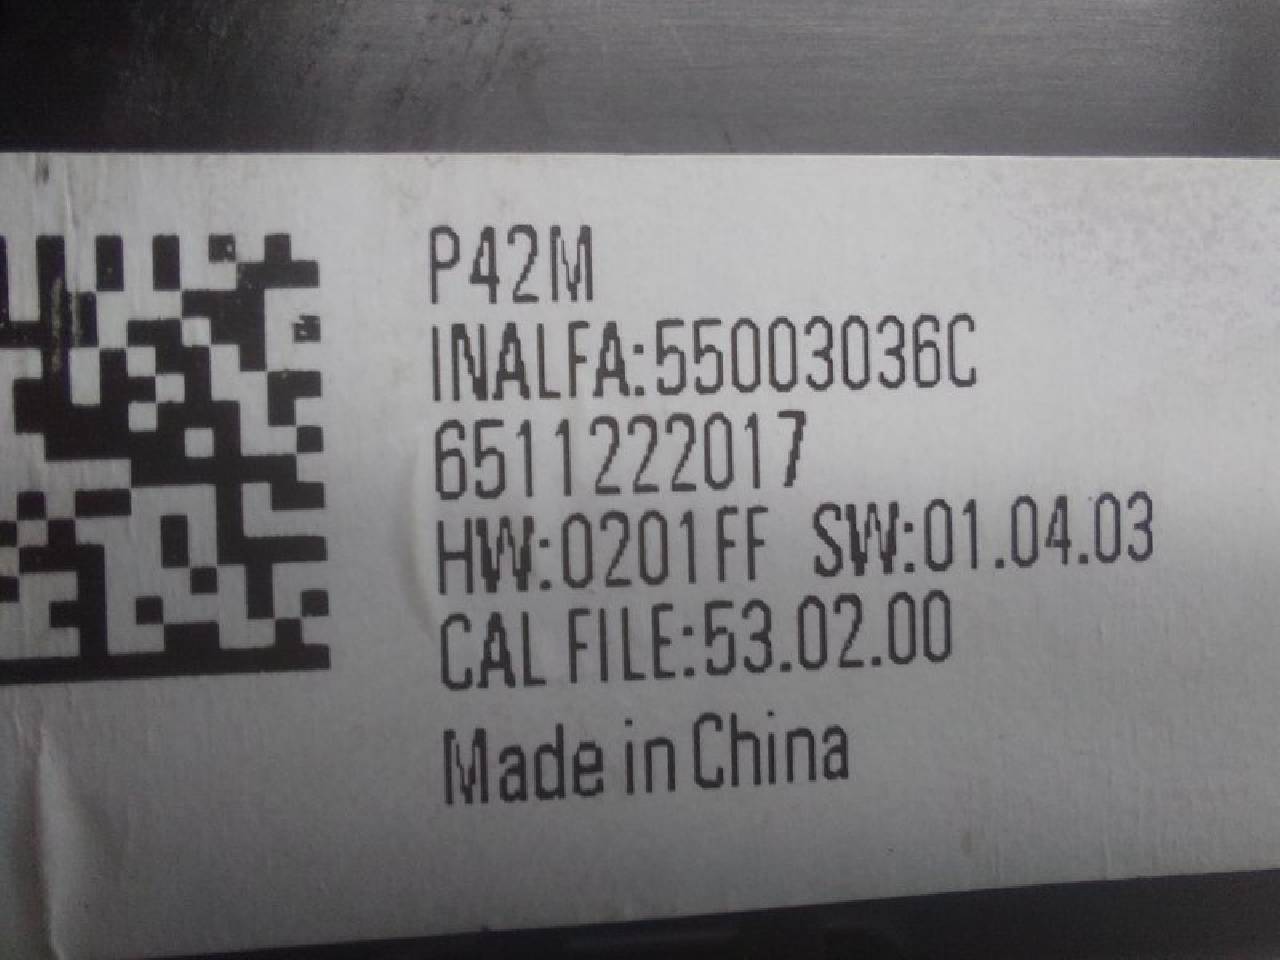 P42M
INALFA:55003036C
6511222017
HW:0201FF SW:01.04.03
CAL FILE:53.02.00
Made in China